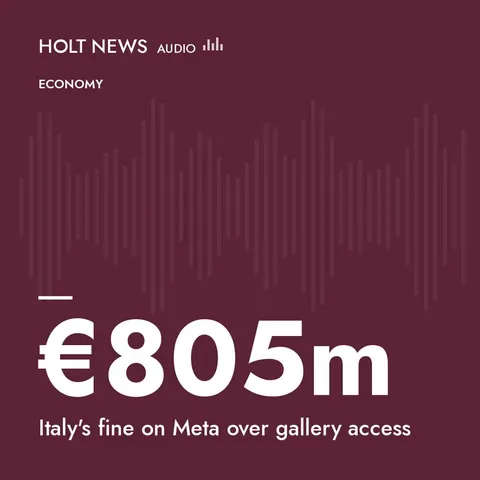 HOLT NEWS AUDIO
ECONOMY
€805m
Italy's fine on Meta over gallery access